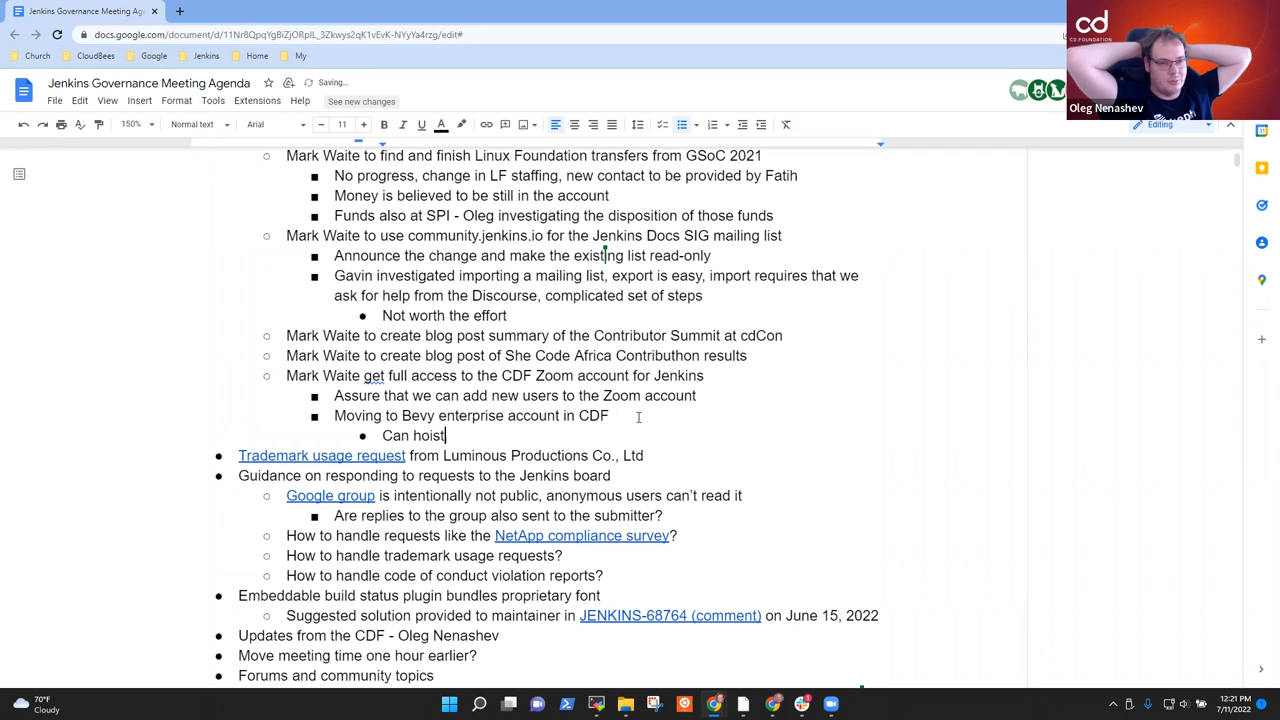 Jenkins Governance Meeting Agenda
docs.google.com/document/d/11Nr8QpqYgBiZjORpIL_3Zkwys2qK1vEvK-NYyYa4rzg/edit#
Church
CloudBees
Google
Jenkins
Home
My
Jenkins Governance Meeting Agenda
Saving...
File
Edit
View
Insert
Format
Tools
Extensions
Help
See new changes
150%
Normal text
Arial
11
Editing
cd
CD.FOUNDATION
Oleg Nenashev
Mark Waite to find and finish Linux Foundation transfers from GSoC 2021
No progress, change in LF staffing, new contact to be provided by Fatih
Money is believed to be still in the account
Funds also at SPI - Oleg investigating the disposition of those funds
Mark Waite to use community.jenkins.io for the Jenkins Docs SIG mailing list
Announce the change and make the existing list read-only
Gavin investigated importing a mailing list, export is easy, import requires that we
ask for help from the Discourse, complicated set of steps
Not worth the effort
Mark Waite to create blog post summary of the Contributor Summit at cdCon
Mark Waite to create blog post of She Code Africa Contributhon results
Mark Waite get full access to the CDF Zoom account for Jenkins
Assure that we can add new users to the Zoom account
Moving to Bevy enterprise account in CDF
Can hoist
Trademark usage request from Luminous Productions Co., Ltd
Guidance on responding to requests to the Jenkins board
Google group is intentionally not public, anonymous users can't read it
Are replies to the group also sent to the submitter?
How to handle requests like the NetApp compliance survey?
How to handle trademark usage requests?
How to handle code of conduct violation reports?
Embeddable build status plugin bundles proprietary font
Suggested solution provided to maintainer in JENKINS-68764 (comment) on June 15, 2022
Updates from the CDF - Oleg Nenashev
Move meeting time one hour earlier?
Forums and community topics
70°F
Cloudy
12:21 PM
7/11/2022